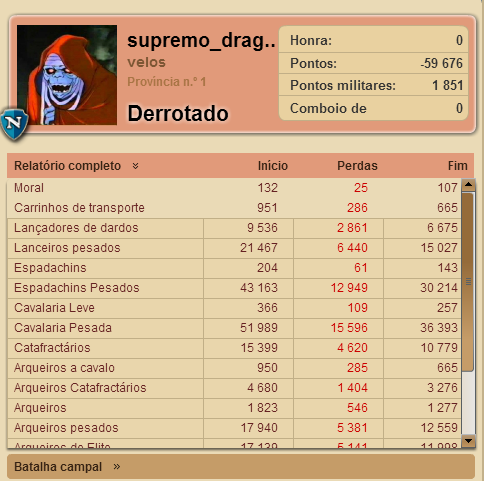 supremo_drag..
velos
Provincia n.º 1
Derrotado
Honra: 0
Pontos: -59 676
Pontos militares: 1 851
Comboio de 0
N
Relatório completo Início Perdas Fim
Moral 132 25 107
Carrinhos de transporte 951 286 665
Lançadores de dardos 9 536 2 861 6 675
Lanceiros pesados 21 467 6 440 15 027
Espadachins 204 61 143
Espadachins Pesados 43 163 12 949 30 214
Cavalaria Leve 366 109 257
Cavalaria Pesada 51 989 15 596 36 393
Catafractários 15 399 4 620 10 779
Arqueiros a cavalo 950 285 665
Arqueiros Catafractários 4 680 1 404 3 276
Arqueiros 1 823 546 1 277
Arqueiros pesados 17 940 5 381 12 559
Arqueiros de Elite 17 139 5 141 11 998
Batalha campal »